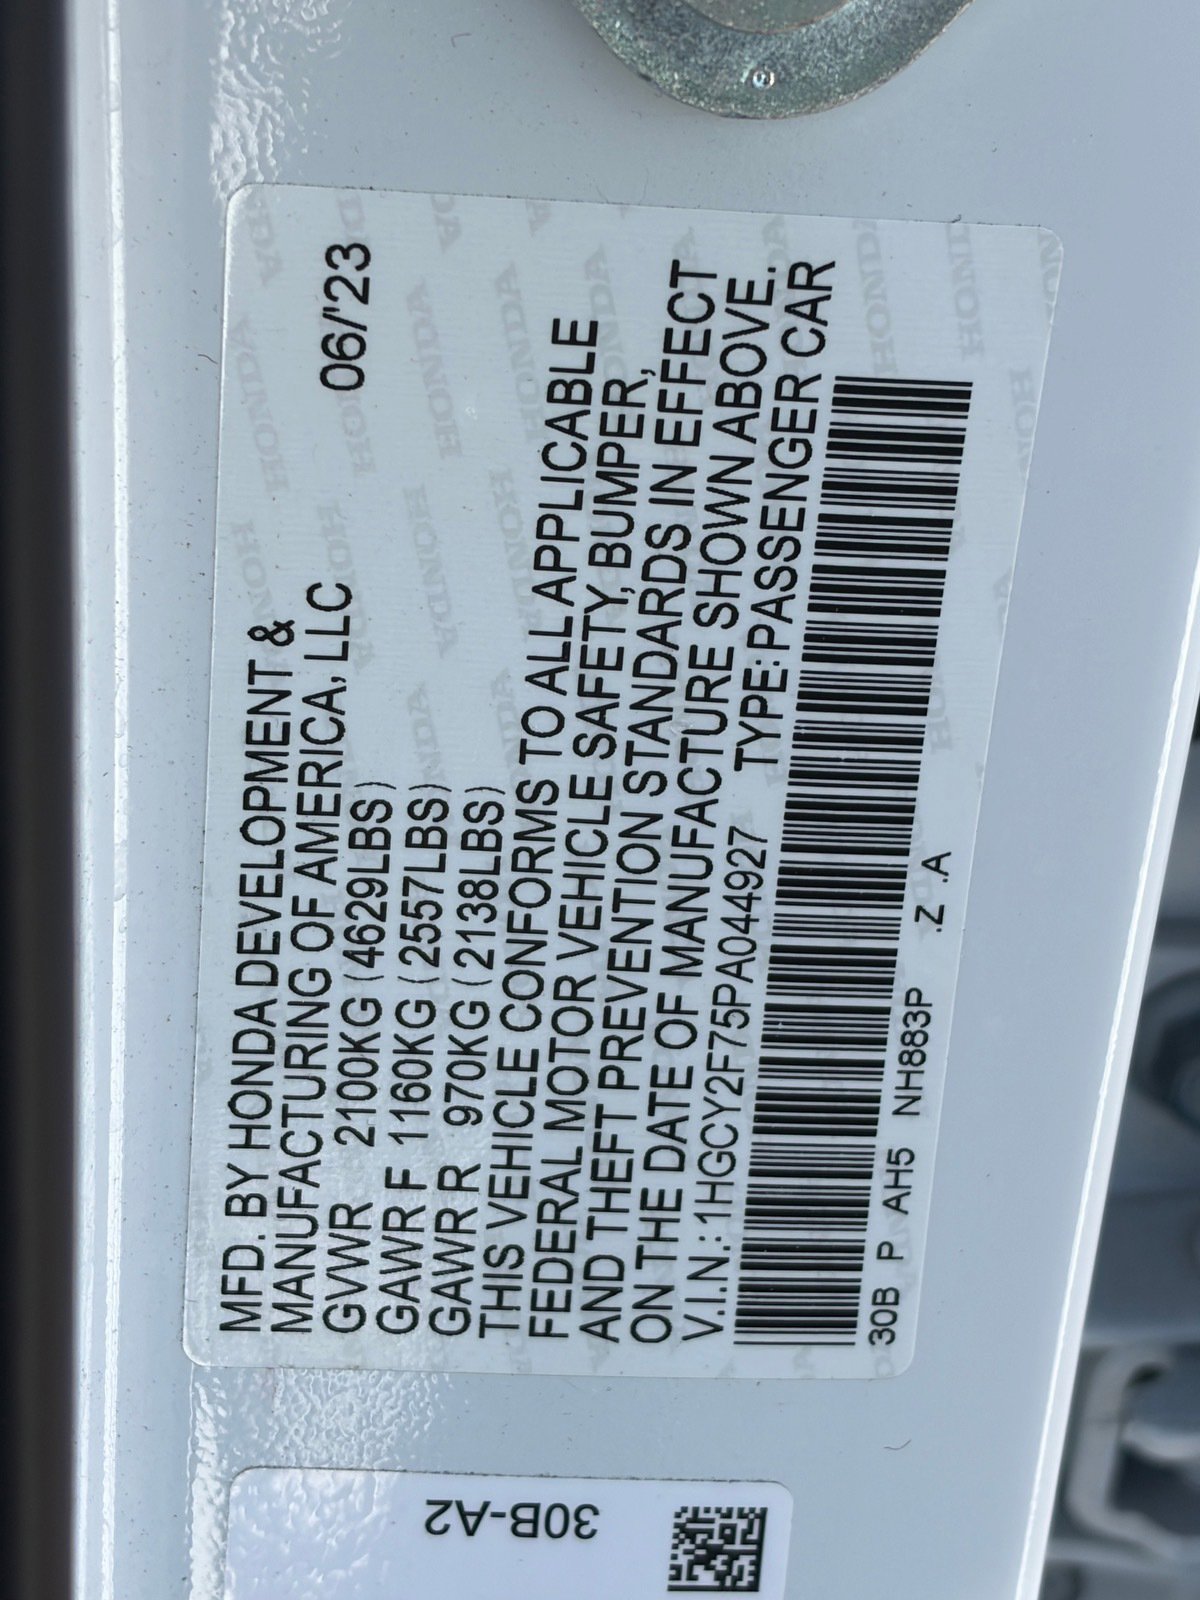 MFD. BY HONDA DEVELOPMENT &
MANUFACTURING OF AMERICA, LLC 06/'23
GVWR 2100KG (4629LBS)
GAWR F 1160KG (2557LBS)
GAWR R 970KG (2138LBS)
THIS VEHICLE CONFORMS TO ALL APPLICABLE
FEDERAL MOTOR VEHICLE SAFETY, BUMPER,
AND THEFT PREVENTION STANDARDS IN EFFECT
ON THE DATE OF MANUFACTURE SHOWN ABOVE.
V.I.N.: 1HGCY2F75PA044927 TYPE: PASSENGER CAR
30B P AH5 NH883P .Z .A
30B-A2